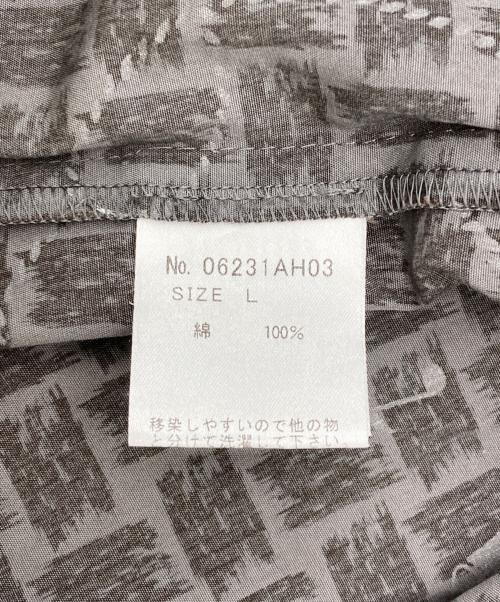 No. 06231AH03
SIZE L
綿 100%
移染しやすいので他の物
と分けて洗濯して下さい。